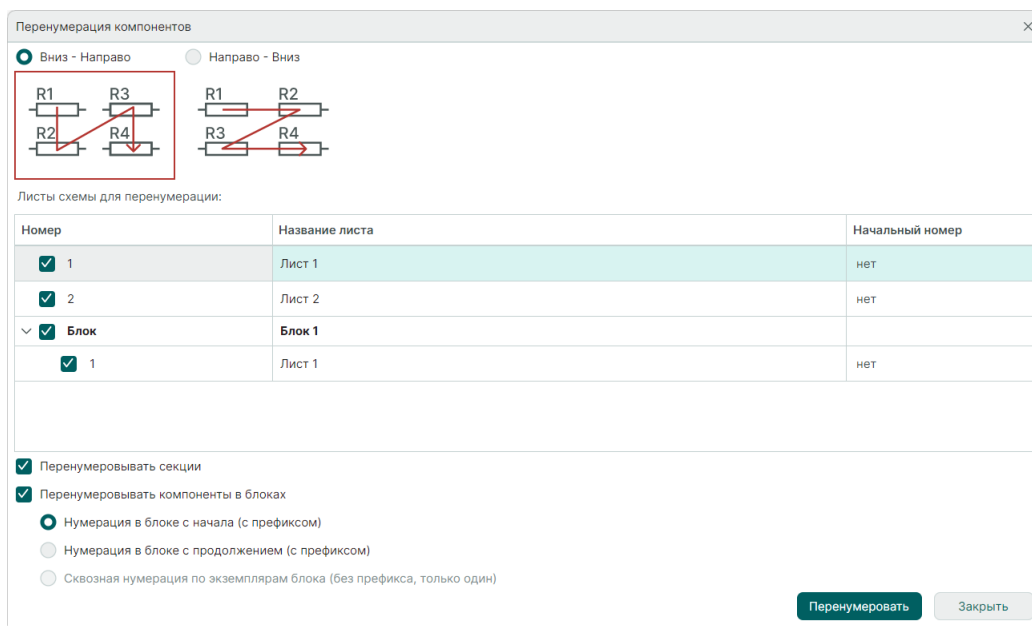 Перенумерация компонентов
Вниз - Направо Направо - Вниз
R1 R3 R1 R2
R2 R4 R3 R4
Листы схемы для перенумерации:
Номер Название листа Начальный номер
1 Лист 1 нет
2 Лист 2 нет
Блок Блок 1
1 Лист 1 нет
Перенумеровывать секции
Перенумеровывать компоненты в блоках
Нумерация в блоке с начала (с префиксом)
Нумерация в блоке с продолжением (с префиксом)
Сквозная нумерация по экземплярам блока (без префикса, только один)
Перенумеровать Закрыть